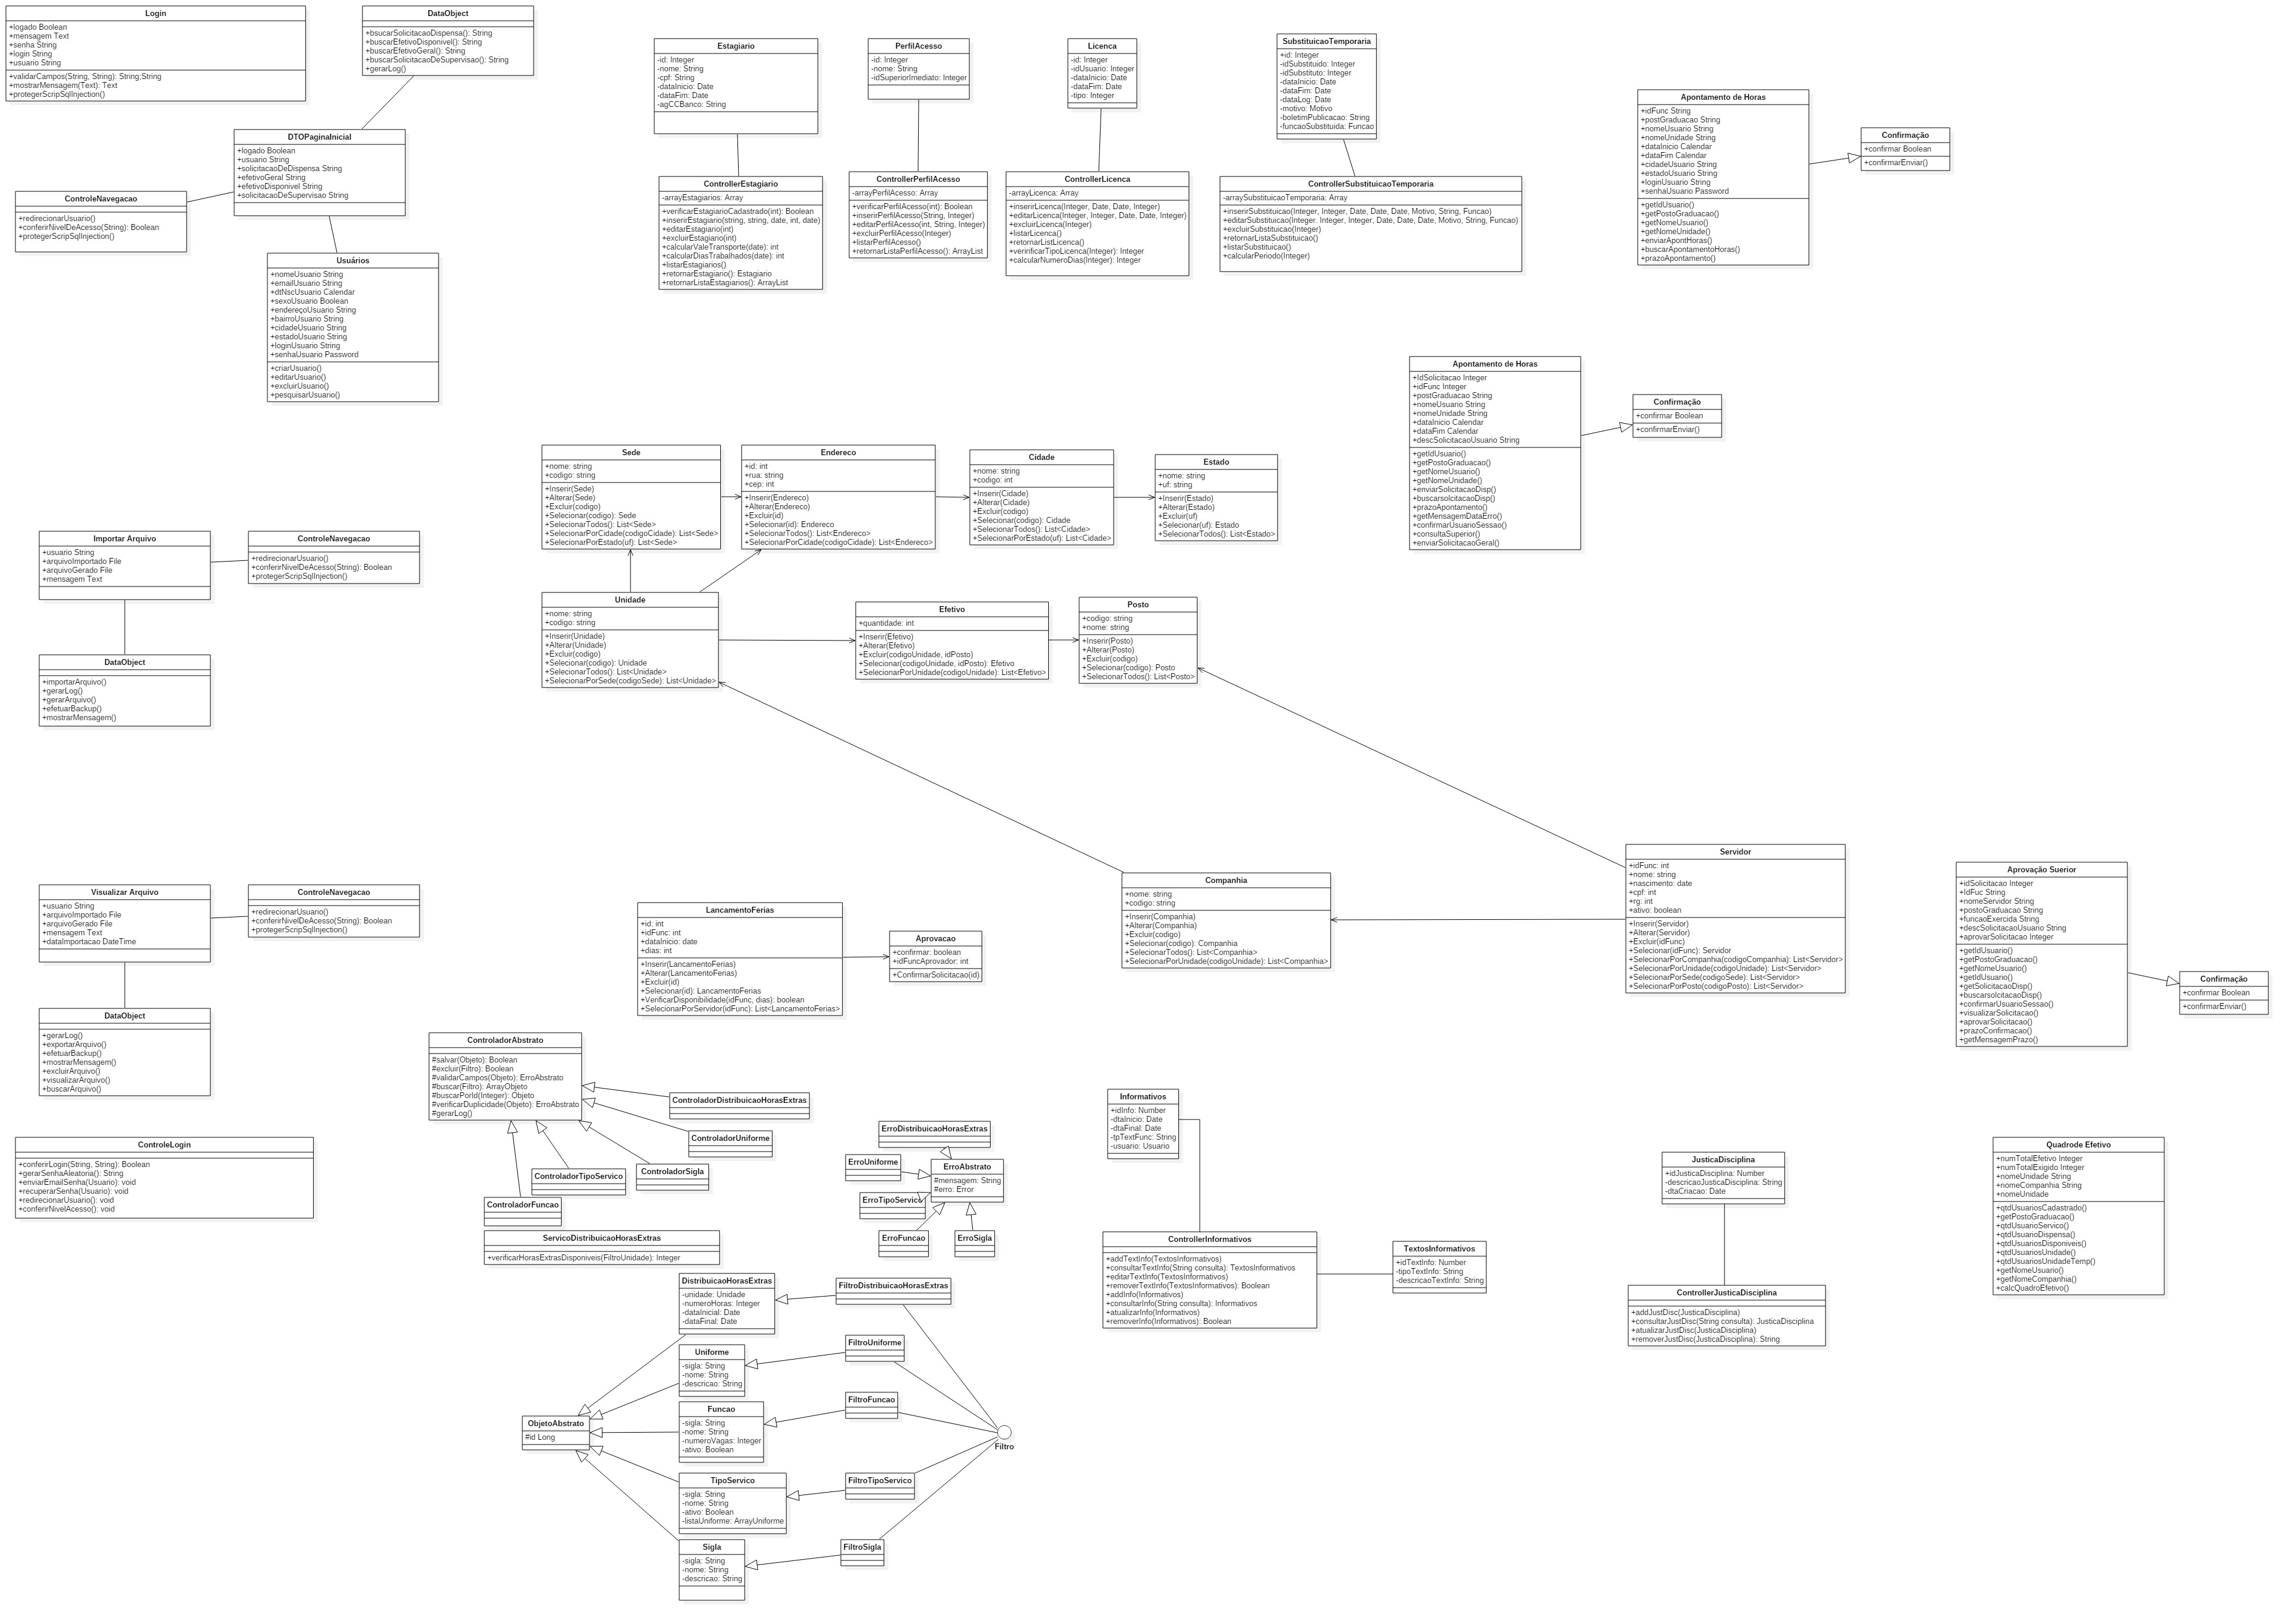 Login
+logado Boolean
+mensagem Text
+senha String
+login String
+usuario String
+validarCampos(String, String): String;String
+mostrarMensagem(Text): Text
+protegerScripSqlInjection()
DataObject
+bsucarSolicitacaoDispensa(): String
+buscarEfetivoDisponivel(): String
+buscarEfetivoGeral(): String
+buscarSolicitacaoDeSupervisao(): String
+gerarLog()
DTOPaginaInicial
+logado Boolean
+usuario String
+solicitacaoDeDispensa String
+efetivoGeral String
+efetivoDisponivel String
+solicitacaoDeSupervisao String
ControleNavegacao
+redirecionarUsuario()
+conferirNivelDeAcesso(String): Boolean
+protegerScripSqlInjection()
Usuários
+nomeUsuario String
+emailUsuario String
+dtNscUsuario Calendar
+sexoUsuario Boolean
+endereçoUsuario String
+bairroUsuario String
+cidadeUsuario String
+estadoUsuario String
+loginUsuario String
+senhaUsuario Password
+criarUsuario()
+editarUsuario()
+excluirUsuario()
+pesquisarUsuario()
Estagiario
-id: Integer
-nome: String
-cpf: String
-dataInicio: Date
-dataFim: Date
-agCCBanco: String
ControllerEstagiario
-arrayEstagiarios: Array
+verificarEstagiarioCadastrado(int): Boolean
+inserirEstagiario(string, string, date, int, date)
+editarEstagiario(int)
+excluirEstagiario(int)
+calcularValeTransporte(date): int
+calcularDiasTrabalhados(date): int
+listarEstagiarios()
+retornarEstagiario(): Estagiario
+retornarListaEstagiarios(): ArrayList
PerfilAcesso
-id: Integer
-nome: String
-idSuperiorImediato: Integer
ControllerPerfilAcesso
-arrayPerfilAcesso: Array
+verificarPerfilAcesso(int): Boolean
+inserirPerfilAcesso(String, Integer)
+editarPerfilAcesso(int, String, Integer)
+excluirPerfilAcesso(Integer)
+listarPerfilAcesso()
+retornarListaPerfilAcesso(): ArrayList
Licenca
-id: Integer
-idUsuario: Integer
-dataInicio: Date
-dataFim: Date
-tipo: Integer
ControllerLicenca
-arrayLicenca: Array
+inserirLicenca(Integer, Date, Date, Integer)
+editarLicenca(Integer, Integer, Date, Date, Integer)
+excluirLicenca(Integer)
+listarLicenca()
+retornarListLicenca()
+veririficarTipoLicenca(Integer): Integer
+calcularNumeroDias(Integer): Integer
SubstituicaoTemporaria
+id: Integer
-idSubstituido: Integer
-idSubstituto: Integer
-dataInicio: Date
-dataFim: Date
-dataLog: Date
-motivo: Motivo
-boletimPublicacao: String
-funcaoSubstituida: Funcao
ControllerSubstituicaoTemporaria
-arraySubstituicaoTemporaria: Array
+inserirSubstituicao(Integer, Integer, Date, Date, Date, Motivo, String, Funcao)
+editarSubstituicao(Integer. Integer, Integer, Date, Date, Date, Motivo, String, Funcao)
+excluirSubstituicao(Integer)
+retornarListaSubstituicao()
+listarSubstituicao()
+calcularPeriodo(Integer)
Apontamento de Horas
+idFunc String
+postGraduacao String
+nomeUsuario String
+nomeUnidade String
+dataInicio Calendar
+dataFim Calendar
+cidadeUsuario String
+estadoUsuario String
+loginUsuario String
+senhaUsuario Password
+getIdUsuario()
+getPostoGraduacao()
+getNomeUsuario()
+getNomeUnidade()
+enviarApontHoras()
+buscarApontamentoHoras()
+prazoApontamento()
Confirmação
+confirmar Boolean
+confirmarEnviar()
Apontamento de Horas
+IdSolicitacao Integer
+idFunc Integer
+postGraduacao String
+nomeUsuario String
+nomeUnidade String
+dataInicio Calendar
+dataFim Calendar
+descSolicitacaoUsuario String
+getIdUsuario()
+getPostoGraduacao()
+getNomeUsuario()
+getNomeUnidade()
+enviarSolicitacaoDisp()
+buscarsolcitacaoDisp()
+prazoApontamento()
+getMensagemDataErro()
+confirmarUsuarioSessao()
+consultaSuperior()
+enviarSolicitacaoGeral()
Confirmação
+confirmar Boolean
+confirmarEnviar()
Sede
+nome: string
+codigo: string
+Inserir(Sede)
+Alterar(Sede)
+Excluir(codigo)
+Selecionar(codigo): Sede
+SelecionarTodos(): List<Sede>
+SelecionarPorCidade(codigoCidade): List<Sede>
+SelecionarPorEstado(uf): List<Sede>
Endereco
+id: int
+rua: string
+cep: int
+Inserir(Endereco)
+Alterar(Endereco)
+Excluir(id)
+Selecionar(id): Endereco
+SelecionarTodos(): List<Endereco>
+SelecionarPorCidade(codigoCidade): List<Endereco>
Cidade
+nome: string
+codigo: int
+Inserir(Cidade)
+Alterar(Cidade)
+Excluir(codigo)
+Selecionar(codigo): Cidade
+SelecionarTodos(): List<Cidade>
+SelecionarPorEstado(uf): List<Cidade>
Estado
+nome: string
+uf: string
+Inserir(Estado)
+Alterar(Estado)
+Excluir(uf)
+Selecionar(uf): Estado
+SelecionarTodos(): List<Estado>
Importar Arquivo
+usuario String
+arquivoImportado File
+arquivoGerado File
+mensagem Text
ControleNavegacao
+redirecionarUsuario()
+conferirNivelDeAcesso(String): Boolean
+protegerScripSqlInjection()
DataObject
+importarArquivo()
+gerarLog()
+gerarArquivo()
+efetuarBackup()
+mostrarMensagem()
Unidade
+nome: string
+codigo: string
+Inserir(Unidade)
+Alterar(Unidade)
+Excluir(codigo)
+Selecionar(codigo): Unidade
+SelecionarTodos(): List<Unidade>
+SelecionarPorSede(codigoSede): List<Unidade>
Efetivo
+quantidade: int
+Inserir(Efetivo)
+Alterar(Efetivo)
+Excluir(codigoUnidade, idPosto)
+Selecionar(codigoUnidade, idPosto): Efetivo
+SelecionarPorUnidade(codigoUnidade): List<Efetivo>
Posto
+codigo: string
+nome: string
+Inserir(Posto)
+Alterar(Posto)
+Excluir(codigo)
+Selecionar(codigo): Posto
+SelecionarTodos(): List<Posto>
Visualizar Arquivo
+usuario String
+arquivoImportado File
+arquivoGerado File
+mensagem Text
+dataImportacao DateTime
ControleNavegacao
+redirecionarUsuario()
+conferirNivelDeAcesso(String): Boolean
+protegerScripSqlInjection()
DataObject
+gerarLog()
+exportarArquivo()
+efetuarBackup()
+mostrarMensagem()
+excluirArquivo()
+visualizarArquivo()
+buscarArquivo()
LancamentoFerias
+id: int
+idFunc: int
+dataInicio: date
+dias: int
+Inserir(LancamentoFerias)
+Alterar(LancamentoFerias)
+Excluir(id)
+Selecionar(id): LancamentoFerias
+VerificarDisponibilidade(idFunc, dias): boolean
+SelecionarPorServidor(idFunc): List<LancamentoFerias>
Aprovacao
+confirmar: boolean
+idFuncAprovador: int
+ConfirmarSolicitacao(id)
Companhia
+nome: string
+codigo: string
+Inserir(Companhia)
+Alterar(Companhia)
+Excluir(codigo)
+Selecionar(codigo): Companhia
+SelecionarTodos(): List<Companhia>
+SelecionarPorUnidade(codigoUnidade): List<Companhia>
Servidor
+idFunc: int
+nome: string
+nascimento: date
+cpf: int
+rg: int
+ativo: boolean
+Inserir(Servidor)
+Alterar(Servidor)
+Excluir(idFunc)
+Selecionar(idFunc): Servidor
+SelecionarPorCompanhia(codigoCompanhia): List<Servidor>
+SelecionarPorUnidade(codigoUnidade): List<Servidor>
+SelecionarPorSede(codigoSede): List<Servidor>
+SelecionarPorPosto(codigoPosto): List<Servidor>
Aprovação Suerior
+idSolicitacao Integer
+IdFuc String
+nomeServidor String
+postoGraduacao String
+funcaoExercida String
+descSolicitacaoUsuario String
+aprovarSolicitacao Integer
+getIdUsuario()
+getPostoGraduacao()
+getNomeUsuario()
+getIdUsuario()
+getSolicitacaoDisp()
+buscarsolcitacaoDisp()
+confirmarUsuarioSessao()
+visualizarSolicitacao()
+aprovarSolicitacao()
+prazoConfirmacao()
+getMensagemPrazo()
Confirmação
+confirmar Boolean
+confirmarEnviar()
ControleLogin
+conferirLogin(String, String): Boolean
+gerarSenhaAleatoria(): String
+enviarEmailSenha(Usuario): void
+recuperarSenha(Usuario): void
+redirecionarUsuario(): void
+conferirNivelAcesso(): void
ControladorAbstrato
#salvar(Objeto): Boolean
#excluir(Filtro): Boolean
#validarCampos(Objeto): ErroAbstrato
#buscar(Filtro): ArrayObjeto
#buscarPorId(Integer): Objeto
#verificarDuplicidade(Objeto): ErroAbstrato
#gerarLog()
ControladorDistribuicaoHorasExtras
ControladorUniforme
ControladorSigla
ControladorTipoServico
ControladorFuncao
ServicoDistribuicaoHorasExtras
+verificarHorasExtrasDisponiveis(FiltroUnidade): Integer
ErroDistribuicaoHorasExtras
ErroUniforme
ErroAbstrato
#mensagem: String
#erro: Error
ErroTipoServico
ErroFuncao
ErroSigla
Informativos
+idInfo: Number
-dtaInicio: Date
-dtaFinal: Date
-tpTextFunc: String
-usuario: Usuario
ControllerInformativos
+addTextInfo(TextosInformativos)
+consultarTextInfo(String consulta): TextosInformativos
+editarTextInfo(TextosInformativos)
+removerTextInfo(TextosInformativos): Boolean
+addInfo(Informativos)
+consultarInfo(String consulta): Informativos
+atualizarInfo(Informativos)
+removerInfo(Informativos): Boolean
TextosInformativos
+idTextInfo: Number
-tipoTextInfo: String
-descricaoTextInfo: String
JusticaDisciplina
+idJusticaDisciplina: Number
-descricaoJusticaDisciplina: String
-dtaCriacao: Date
ControllerJusticaDisciplina
+addJustDisc(JusticaDisciplina)
+consultarJustDisc(String consulta): JusticaDisciplina
+atualizarJustDisc(JusticaDisciplina)
+removerJustDisc(JusticaDisciplina): String
Quadrode Efetivo
+numTotalEfetivo Integer
+numTotalExigido Integer
+nomeUnidade String
+nomeCompanhia String
+nomeUnidade
+qtdUsuariosCadastrado()
+getPostoGraduacao()
+qtdUsuarioServico()
+qtdUsuarioDispensa()
+qtdUsuariosDisponiveis()
+qtdUsuariosUnidade()
+qtdUsuariosUnidadeTemp()
+getNomeUsuario()
+getNomeCompanhia()
+calcQuadroEfetivo()
DistribuicaoHorasExtras
-unidade: Unidade
-numeroHoras: Integer
-dataInicial: Date
-dataFinal: Date
FiltroDistribuicaoHorasExtras
Uniforme
-sigla: String
-nome: String
-descricao: String
FiltroUniforme
ObjetoAbstrato
#id Long
Funcao
-sigla: String
-nome: String
-numeroVagas: Integer
-ativo: Boolean
FiltroFuncao
Filtro
TipoServico
-sigla: String
-nome: String
-ativo: Boolean
-listaUniforme: ArrayUniforme
FiltroTipoServico
Sigla
-sigla: String
-nome: String
-descricao: String
FiltroSigla